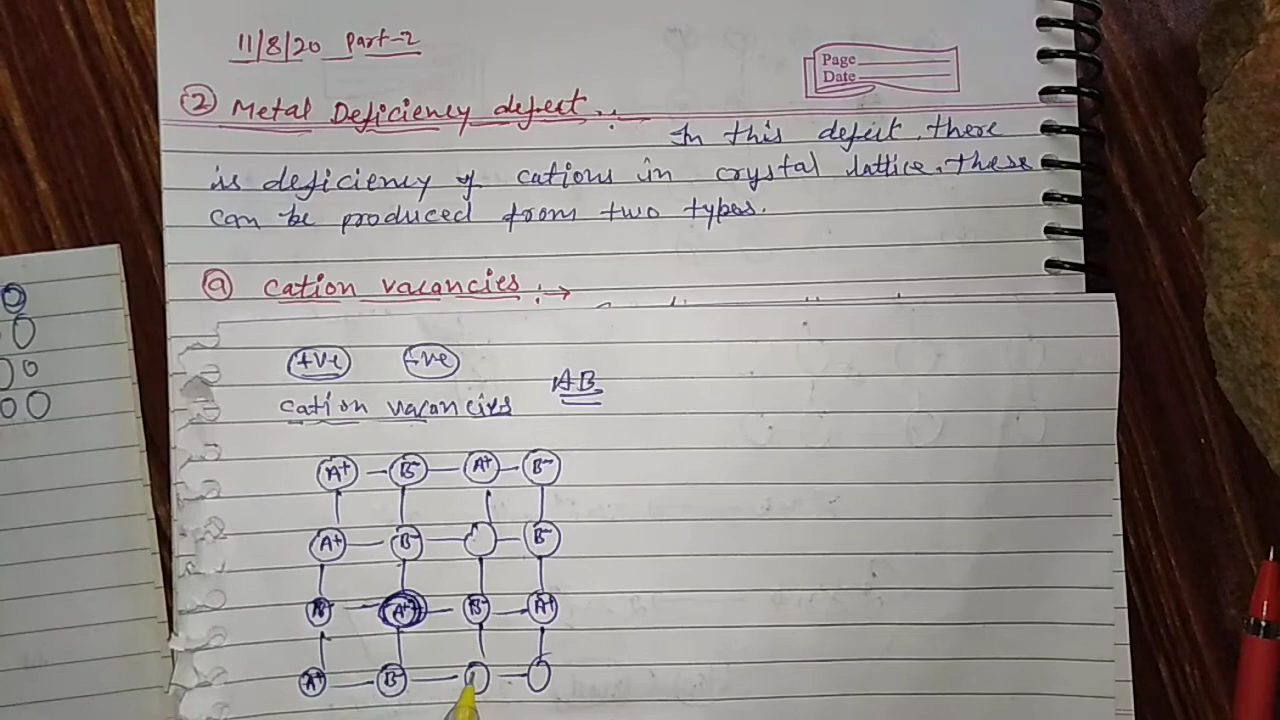 11/8/20 Part-2
Page
Date
② Metal Deficiency defect.:-
In this defect, there
is deficiency of cations in crystal lattice. These
can be produced from two types.
ⓐ Cation vacancies :→
+ve -ve
AB
cation vacancies
A+ B- A+ B-
A+ B- B-
A+ B- A+
A+ B-